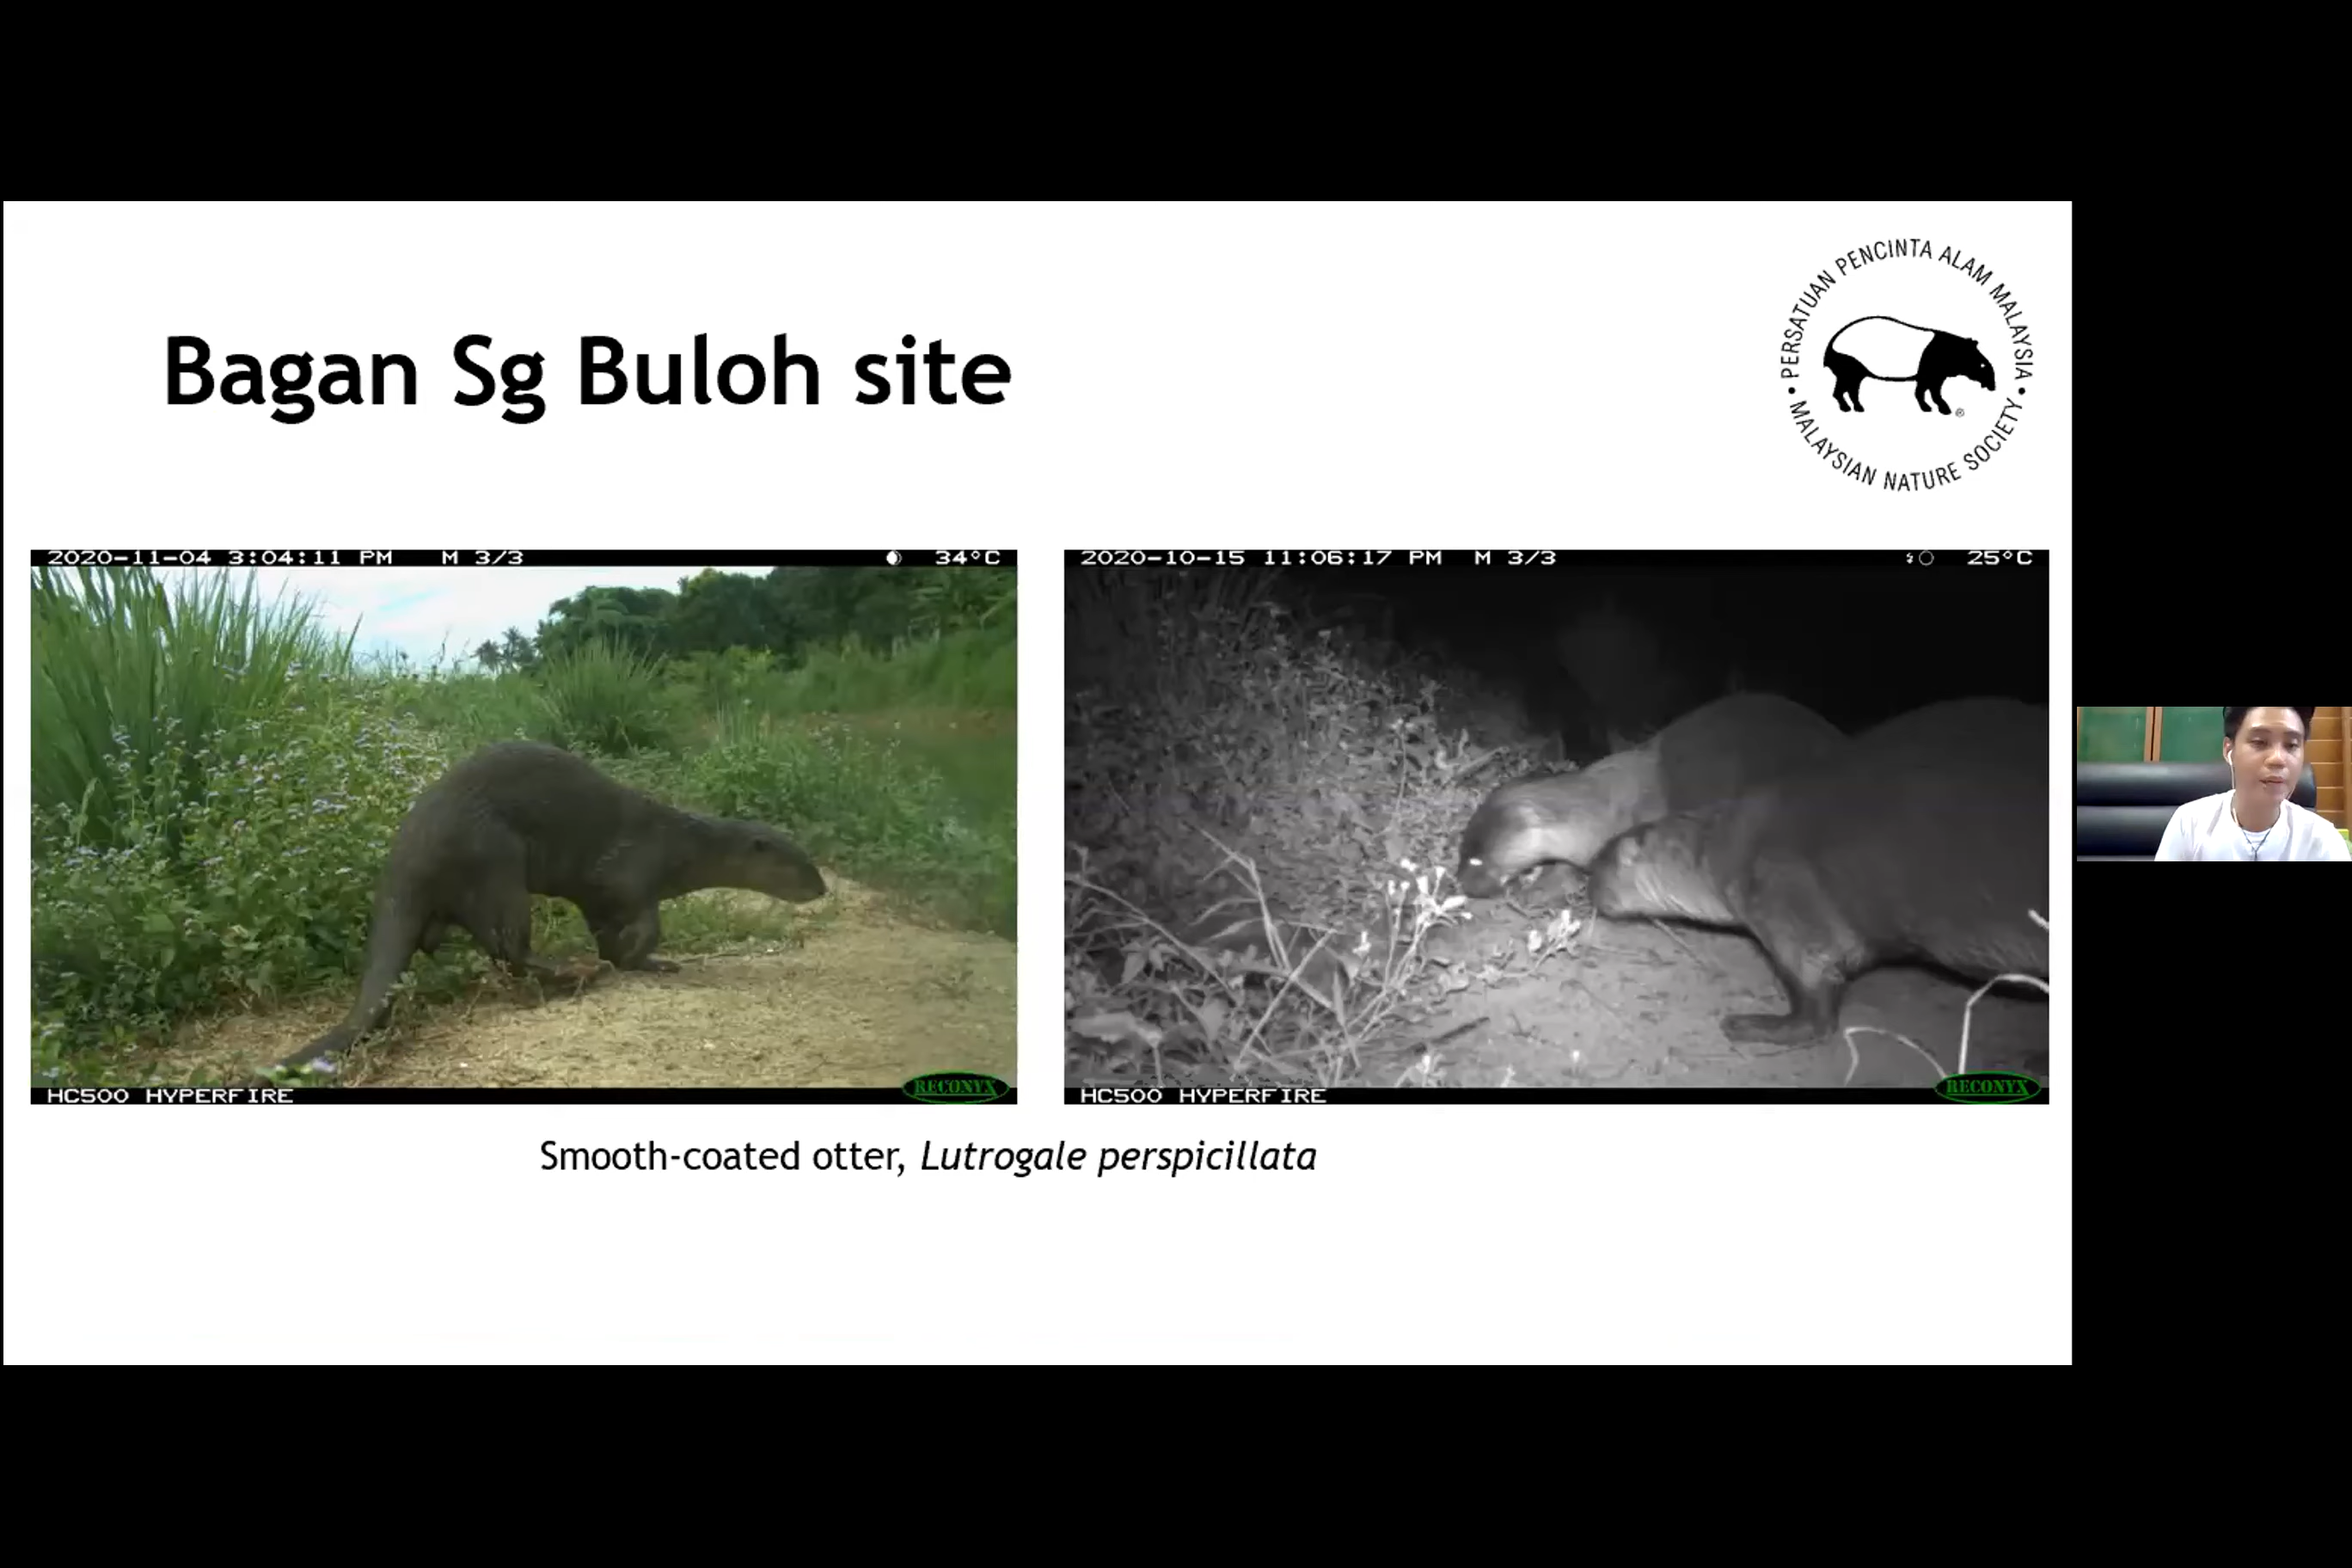 Bagan Sg Buloh site
• PERSATUAN PENCINTA ALAM MALAYSIA •
MALAYSIAN NATURE SOCIETY
®
2020-11-04 3:04:11 PM M 3/3 34°C
HC500 HYPERFIRE RECONYX
2020-10-15 11:06:17 PM M 3/3 25°C
HC500 HYPERFIRE RECONYX
Smooth-coated otter, Lutrogale perspicillata